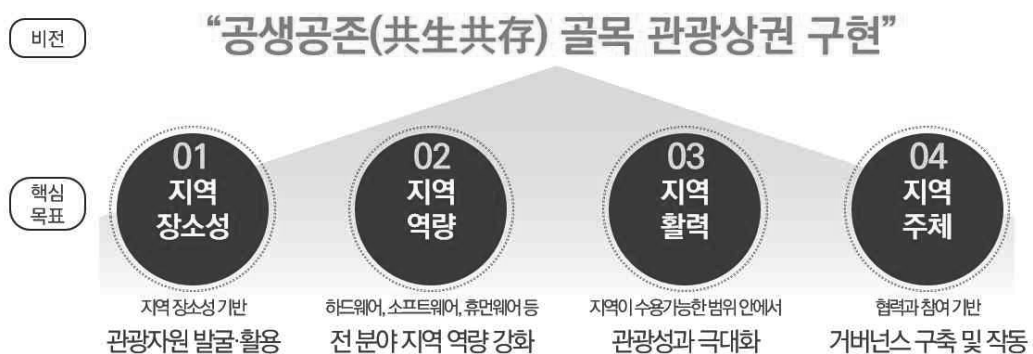 비전
“공생공존(共生共存) 골목 관광상권 구현”
핵심
목표
01
지역
장소성
02
지역
역량
03
지역
활력
04
지역
주체
지역 장소성 기반
관광자원 발굴·활용
하드웨어, 소프트웨어, 휴먼웨어 등
전 분야 지역 역량 강화
지역이 수용가능한 범위 안에서
관광성과 극대화
협력과 참여 기반
거버넌스 구축 및 작동